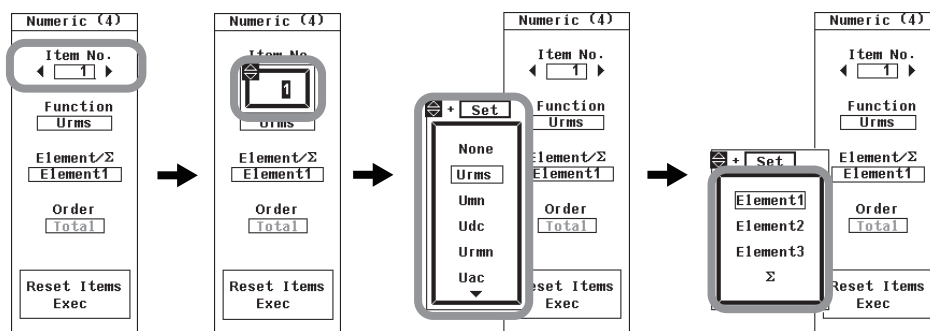 Numeric (4)
Item No.
1
Function
Urms
Element/Σ
Element1
Order
Total
Reset Items
Exec
Numeric (4)
Item No.
1
Urms
Element/Σ
Element1
Order
Total
Reset Items
Exec
Numeric (4)
Item No.
1
Function
Urms
Element/Σ
Element1
Order
Total
Reset Items
Exec
+ Set
None
Urms
Umn
Udc
Urmn
Uac
Numeric (4)
Item No.
1
Function
Urms
Element/Σ
Element1
Order
Total
Reset Items
Exec
+ Set
Element1
Element2
Element3
Σ